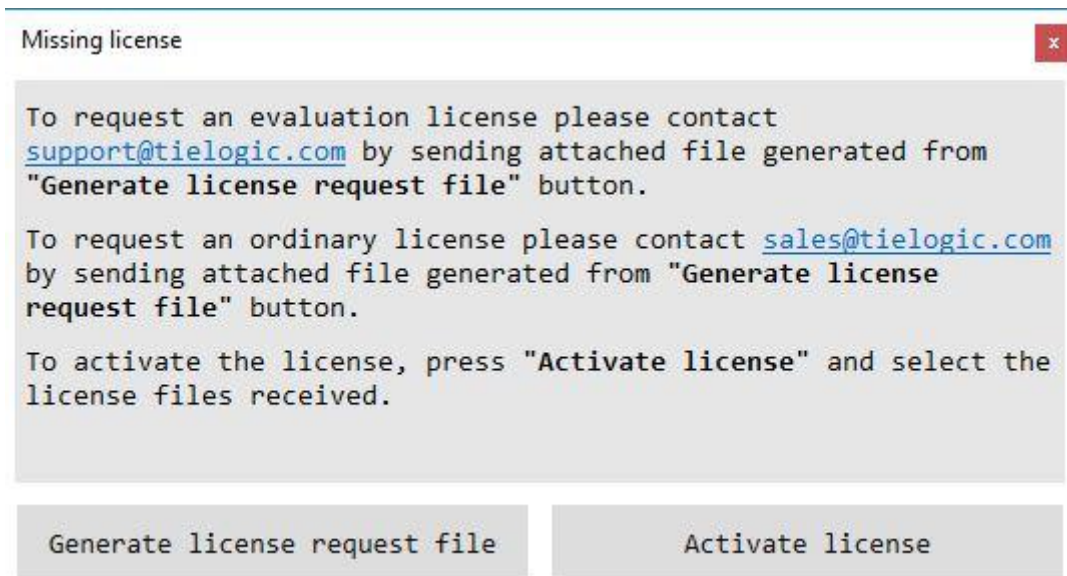 Missing license
x
To request an evaluation license please contact
support@tielogic.com by sending attached file generated from
"Generate license request file" button.
To request an ordinary license please contact sales@tielogic.com
by sending attached file generated from "Generate license
request file" button.
To activate the license, press "Activate license" and select the
license files received.
Generate license request file
Activate license